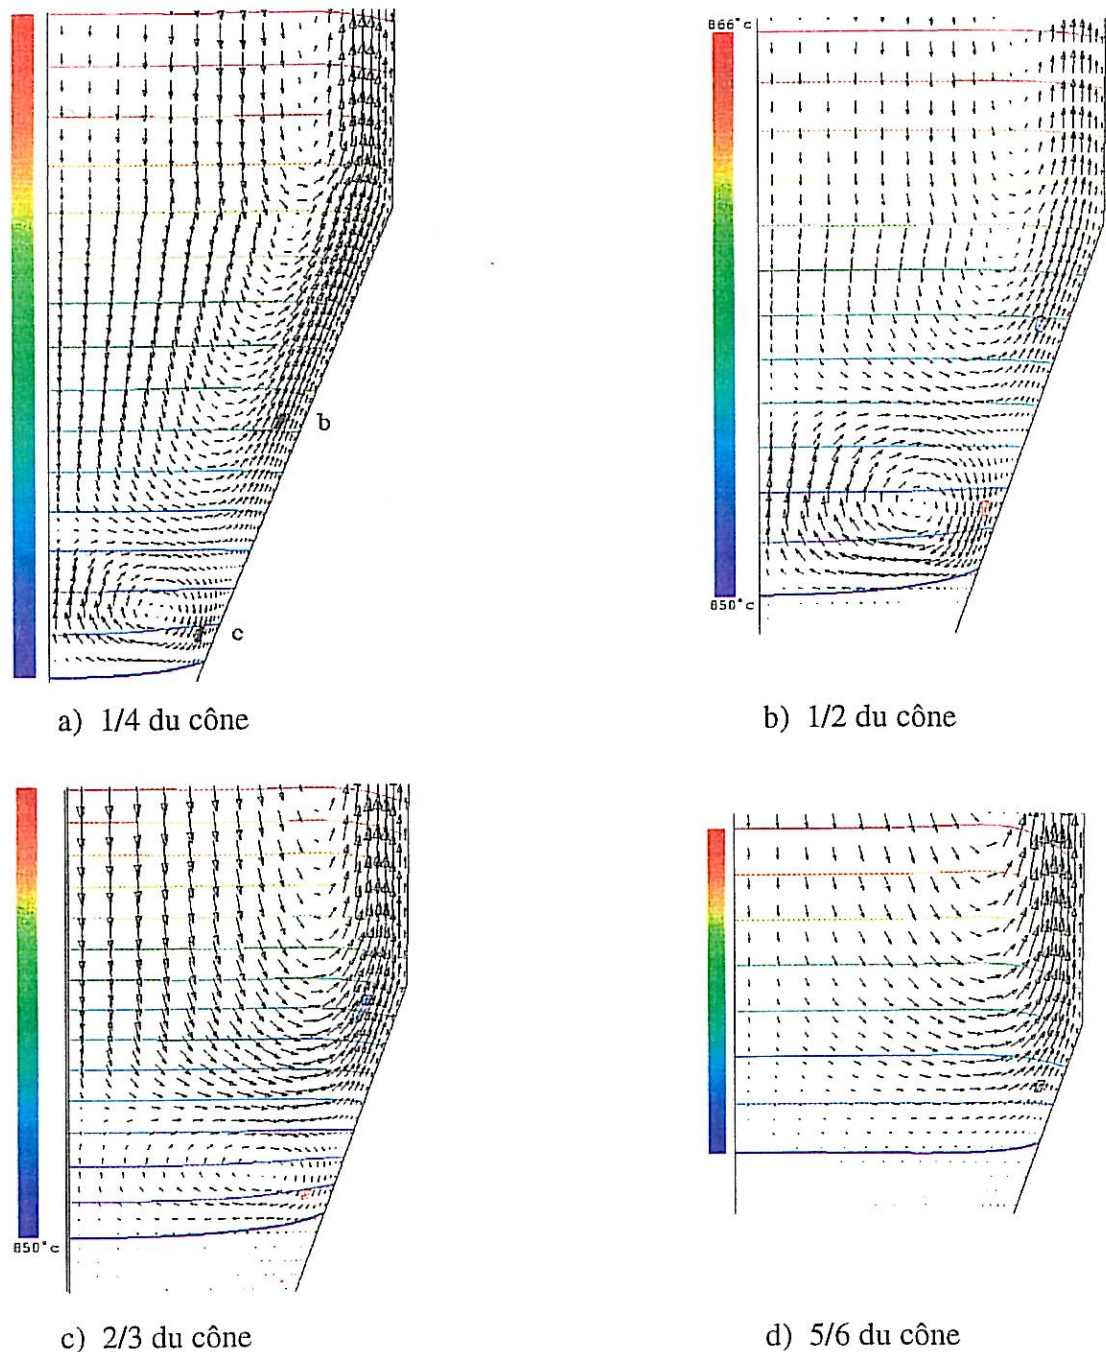 866°c
b
c
850°c
a) 1/4 du cône
b) 1/2 du cône
850°c
c) 2/3 du cône
d) 5/6 du cône